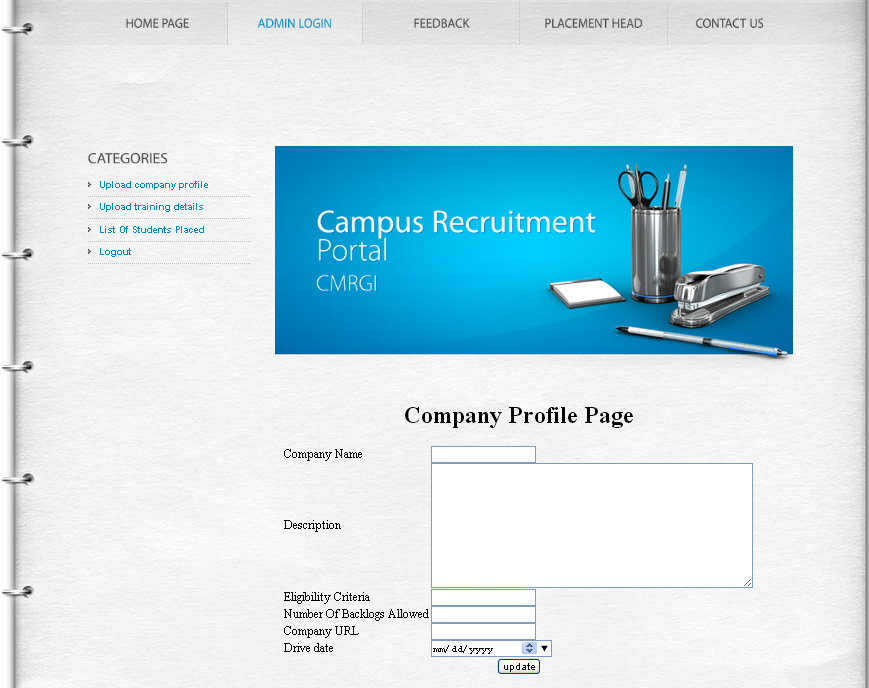 HOME PAGE
ADMIN LOGIN
FEEDBACK
PLACEMENT HEAD
CONTACT US
CATEGORIES
Upload company profile
Upload training details
List Of Students Placed
Logout
Campus Recruitment
Portal
CMRGI
Company Profile Page
Company Name
Description
Eligibility Criteria
Number Of Backlogs Allowed
Company URL
Drive date mm/dd/yyyy
update